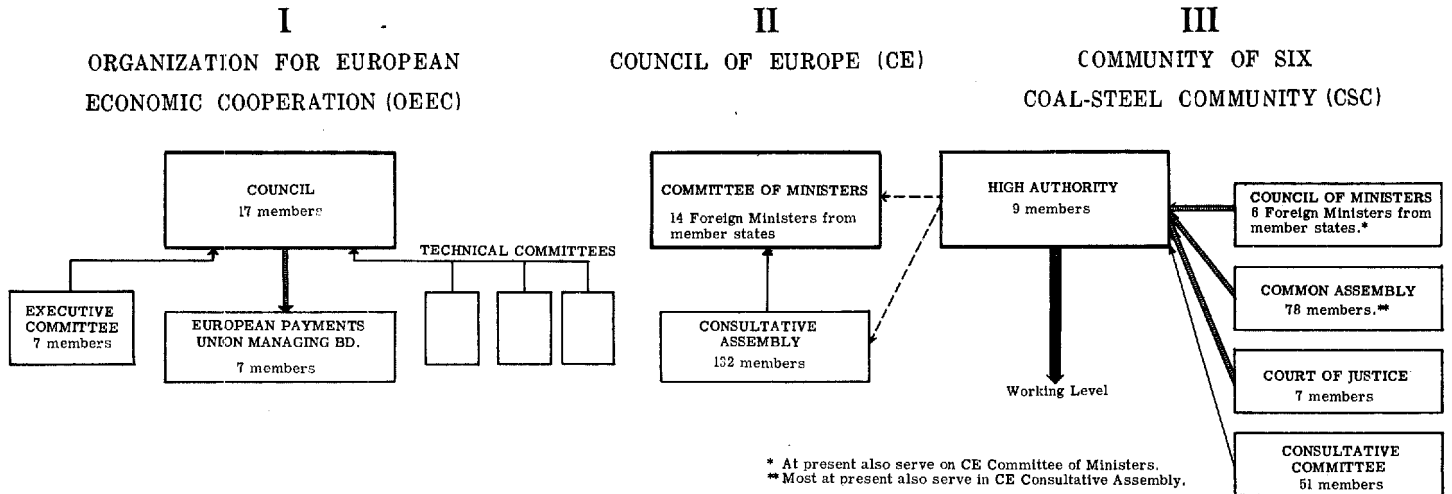 I
ORGANIZATION FOR EUROPEAN
ECONOMIC COOPERATION (OEEC)
COUNCIL
17 members
TECHNICAL COMMITTEES
EXECUTIVE
COMMITTEE
7 members
EUROPEAN PAYMENTS
UNION MANAGING BD.
7 members
II
COUNCIL OF EUROPE (CE)
COMMITTEE OF MINISTERS
14 Foreign Ministers from
member states
CONSULTATIVE
ASSEMBLY
132 members
III
COMMUNITY OF SIX
COAL-STEEL COMMUNITY (CSC)
HIGH AUTHORITY
9 members
Working Level
COUNCIL OF MINISTERS
6 Foreign Ministers from
member states.*
COMMON ASSEMBLY
78 members.**
COURT OF JUSTICE
7 members
CONSULTATIVE
COMMITTEE
51 members
* At present also serve on CE Committee of Ministers.
** Most at present also serve in CE Consultative Assembly.